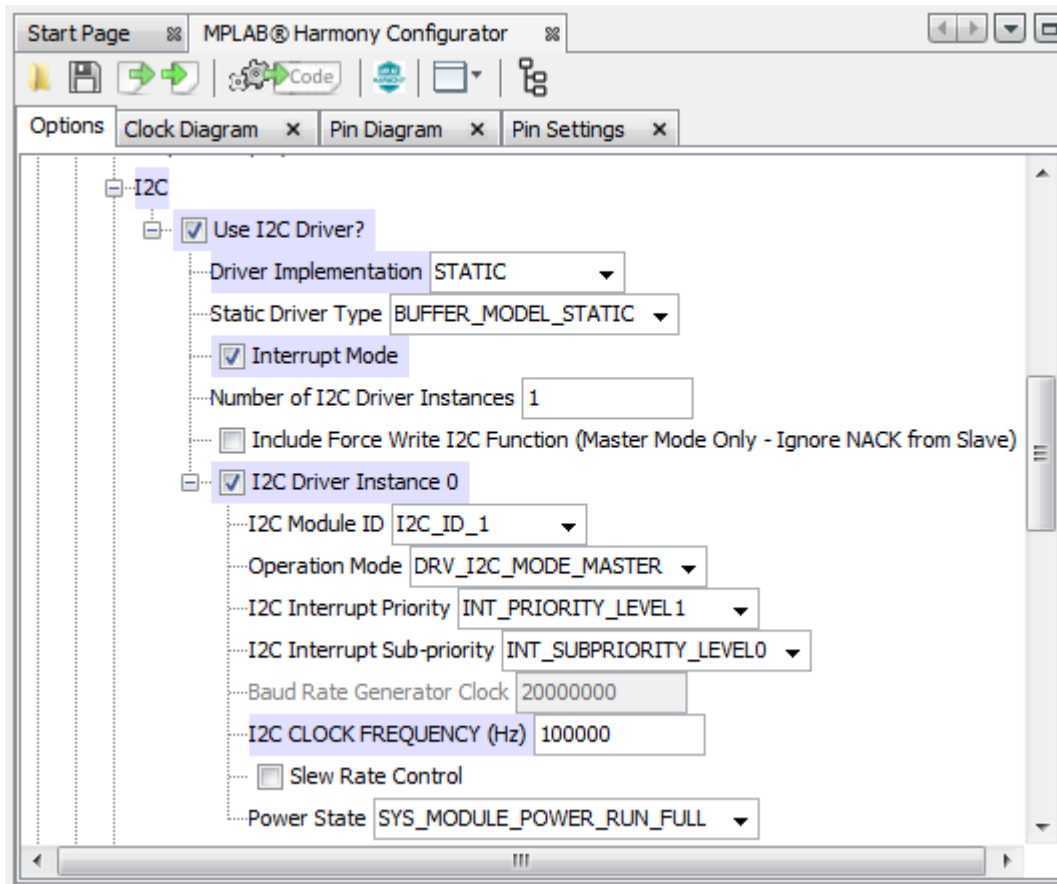 Start Page MPLAB® Harmony Configurator
Code
Options Clock Diagram Pin Diagram Pin Settings
I2C
Use I2C Driver?
Driver Implementation STATIC
Static Driver Type BUFFER_MODEL_STATIC
Interrupt Mode
Number of I2C Driver Instances 1
Include Force Write I2C Function (Master Mode Only - Ignore NACK from Slave)
I2C Driver Instance 0
I2C Module ID I2C_ID_1
Operation Mode DRV_I2C_MODE_MASTER
I2C Interrupt Priority INT_PRIORITY_LEVEL1
I2C Interrupt Sub-priority INT_SUBPRIORITY_LEVEL0
Baud Rate Generator Clock 20000000
I2C CLOCK FREQUENCY (Hz) 100000
Slew Rate Control
Power State SYS_MODULE_POWER_RUN_FULL